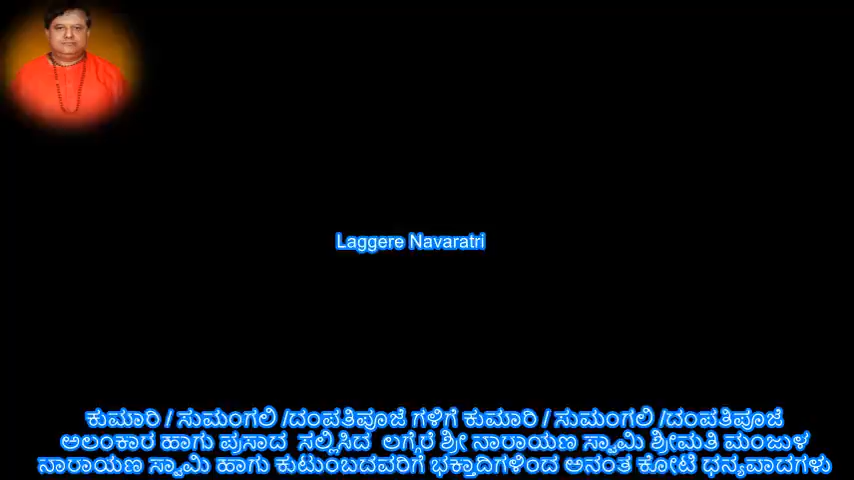 Laggere Navaratri
ಕುಮಾರಿ / ಸುಮಂಗಲಿ /ದಂಪತಿಪೂಜೆ ಗಳಿಗೆ ಕುಮಾರಿ / ಸುಮಂಗಲಿ /ದಂಪತಿಪೂಜೆ
ಅಲಂಕಾರ ಹಾಗು ಪ್ರಸಾದ ಸಲ್ಲಿಸಿದ ಲಗ್ಗೆರೆ ಶ್ರೀ ನಾರಾಯಣ ಸ್ವಾಮಿ ಶ್ರೀಮತಿ ಮಂಜುಳ
ನಾರಾಯಣ ಸ್ವಾಮಿ ಹಾಗು ಕುಟುಂಬದವರಿಗೆ ಭಕ್ತಾದಿಗಳಿಂದ ಅನಂತ ಕೋಟಿ ಧನ್ಯವಾದಗಳು